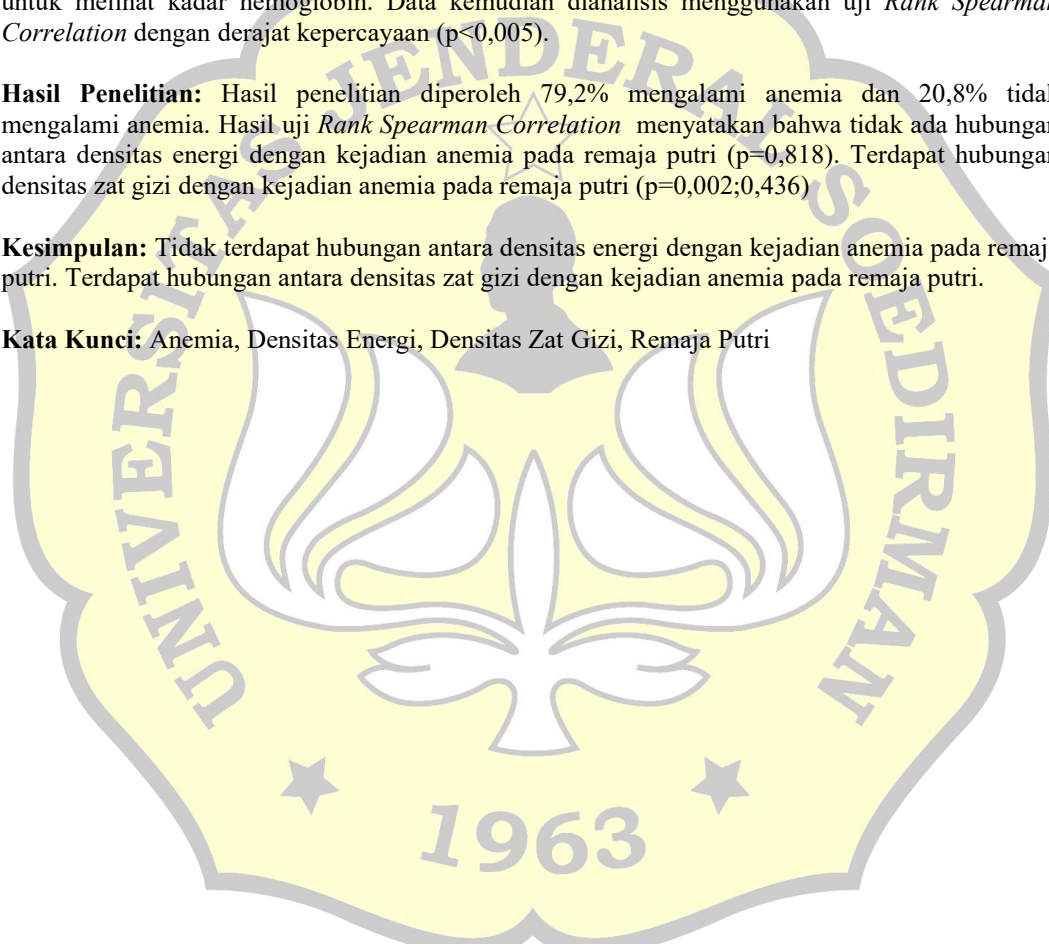 untuk melihat kadar hemoglobin. Data kemudian dianalisis menggunakan uji Rank Spearman
Correlation dengan derajat kepercayaan (p<0,005).
Hasil Penelitian: Hasil penelitian diperoleh 79,2% mengalami anemia dan 20,8% tidak
mengalami anemia. Hasil uji Rank Spearman Correlation menyatakan bahwa tidak ada hubungan
antara densitas energi dengan kejadian anemia pada remaja putri (p=0,818). Terdapat hubungan
densitas zat gizi dengan kejadian anemia pada remaja putri (p=0,002;0,436)
Kesimpulan: Tidak terdapat hubungan antara densitas energi dengan kejadian anemia pada remaj
putri. Terdapat hubungan antara densitas zat gizi dengan kejadian anemia pada remaja putri.
Kata Kunci: Anemia, Densitas Energi, Densitas Zat Gizi, Remaja Putri
UNIVERSITAS JENDERAL SOEDIRMAN
1963